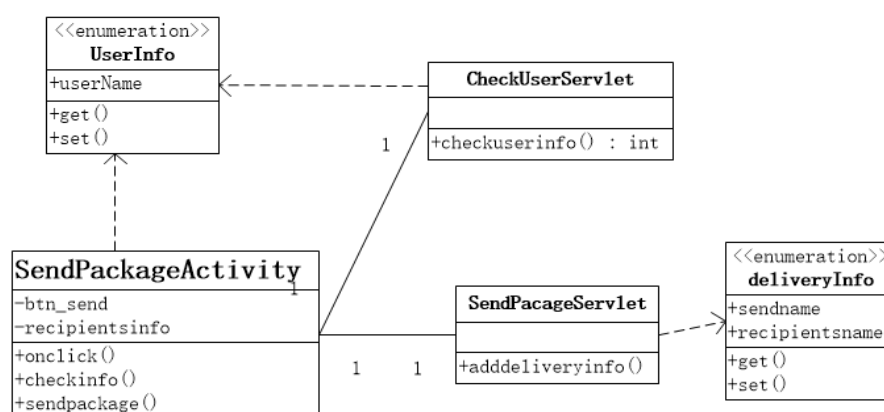 <<enumeration>>
UserInfo
+userName
+get()
+set()
CheckUserServlet
+checkuserinfo() : int
1
SendPackageActivity
1
-btn_send
-recipientsinfo
+onclick()
+checkinfo()
+sendpackage()
1
1
SendPacageServlet
+adddeliveryinfo()
<<enumeration>>
deliveryInfo
+sendname
+recipientsname
+get()
+set()